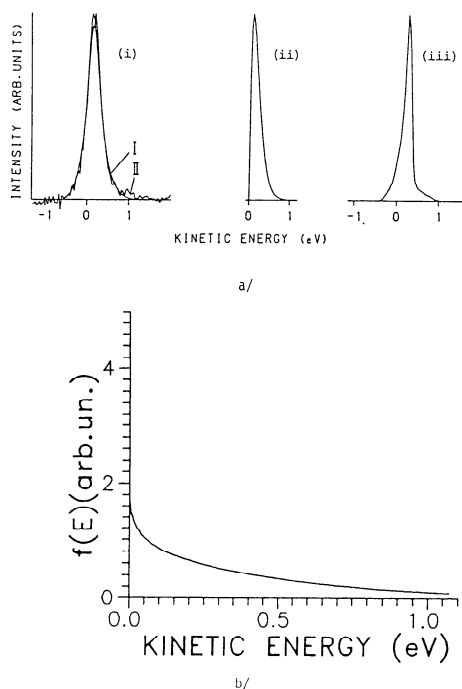 INTENSITY (ARB.UNITS)
(i)
(ii)
(iii)
I
II
-1 0 1
0 1
-1 0 1
KINETIC ENERGY (eV)
a/
f(E)(arb.un.)
4
2
0
0.0 0.5 1.0
KINETIC ENERGY (eV)
b/